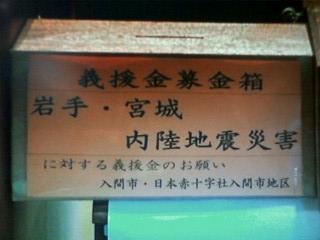 義援金募金箱
岩手・宮城
内陸地震災害
に対する義援金のお願い
入間市・日本赤十字社入間市地区